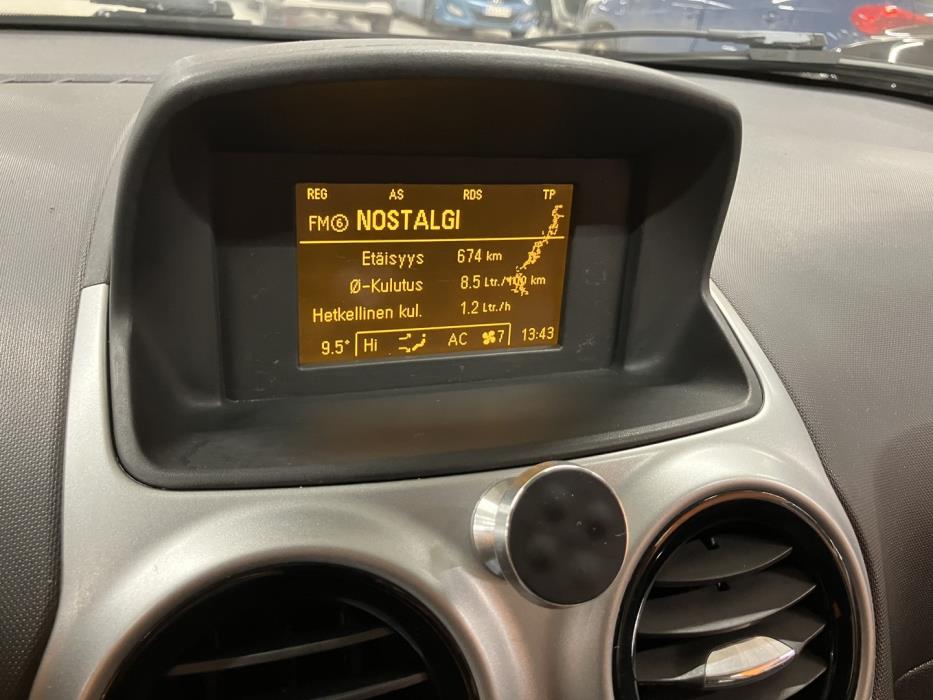 REG AS RDS TP
FM⑥ NOSTALGI
Etäisyys 674 km
Ø-Kulutus 8.5 Ltr./100 km
Hetkellinen kul. 1.2 Ltr./h
9.5° Hi AC 7 13:43